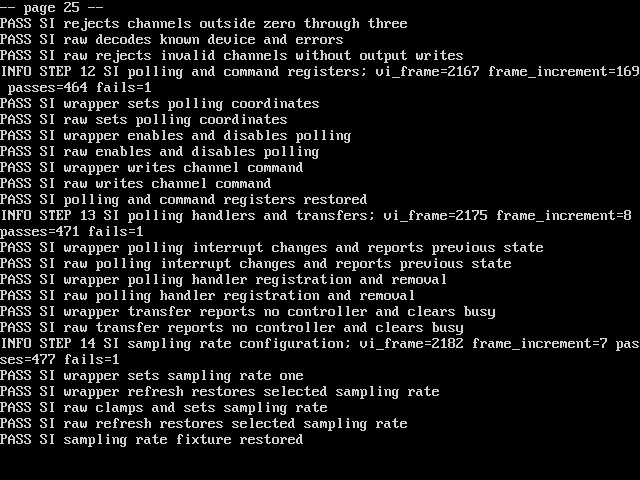 -- page 25 --
PASS SI rejects channels outside zero through three
PASS SI raw decodes known device and errors
PASS SI raw rejects invalid channels without output writes
INFO STEP 12 SI polling and command registers; vi_frame=2167 frame_increment=169
 passes=464 fails=1
PASS SI wrapper sets polling coordinates
PASS SI raw sets polling coordinates
PASS SI wrapper enables and disables polling
PASS SI raw enables and disables polling
PASS SI wrapper writes channel command
PASS SI raw writes channel command
PASS SI polling and command registers restored
INFO STEP 13 SI polling handlers and transfers; vi_frame=2175 frame_increment=8
passes=471 fails=1
PASS SI wrapper polling interrupt changes and reports previous state
PASS SI raw polling interrupt changes and reports previous state
PASS SI wrapper polling handler registration and removal
PASS SI raw polling handler registration and removal
PASS SI wrapper transfer reports no controller and clears busy
PASS SI raw transfer reports no controller and clears busy
INFO STEP 14 SI sampling rate configuration; vi_frame=2182 frame_increment=7 pas
ses=477 fails=1
PASS SI wrapper sets sampling rate one
PASS SI wrapper refresh restores selected sampling rate
PASS SI raw clamps and sets sampling rate
PASS SI raw refresh restores selected sampling rate
PASS SI sampling rate fixture restored